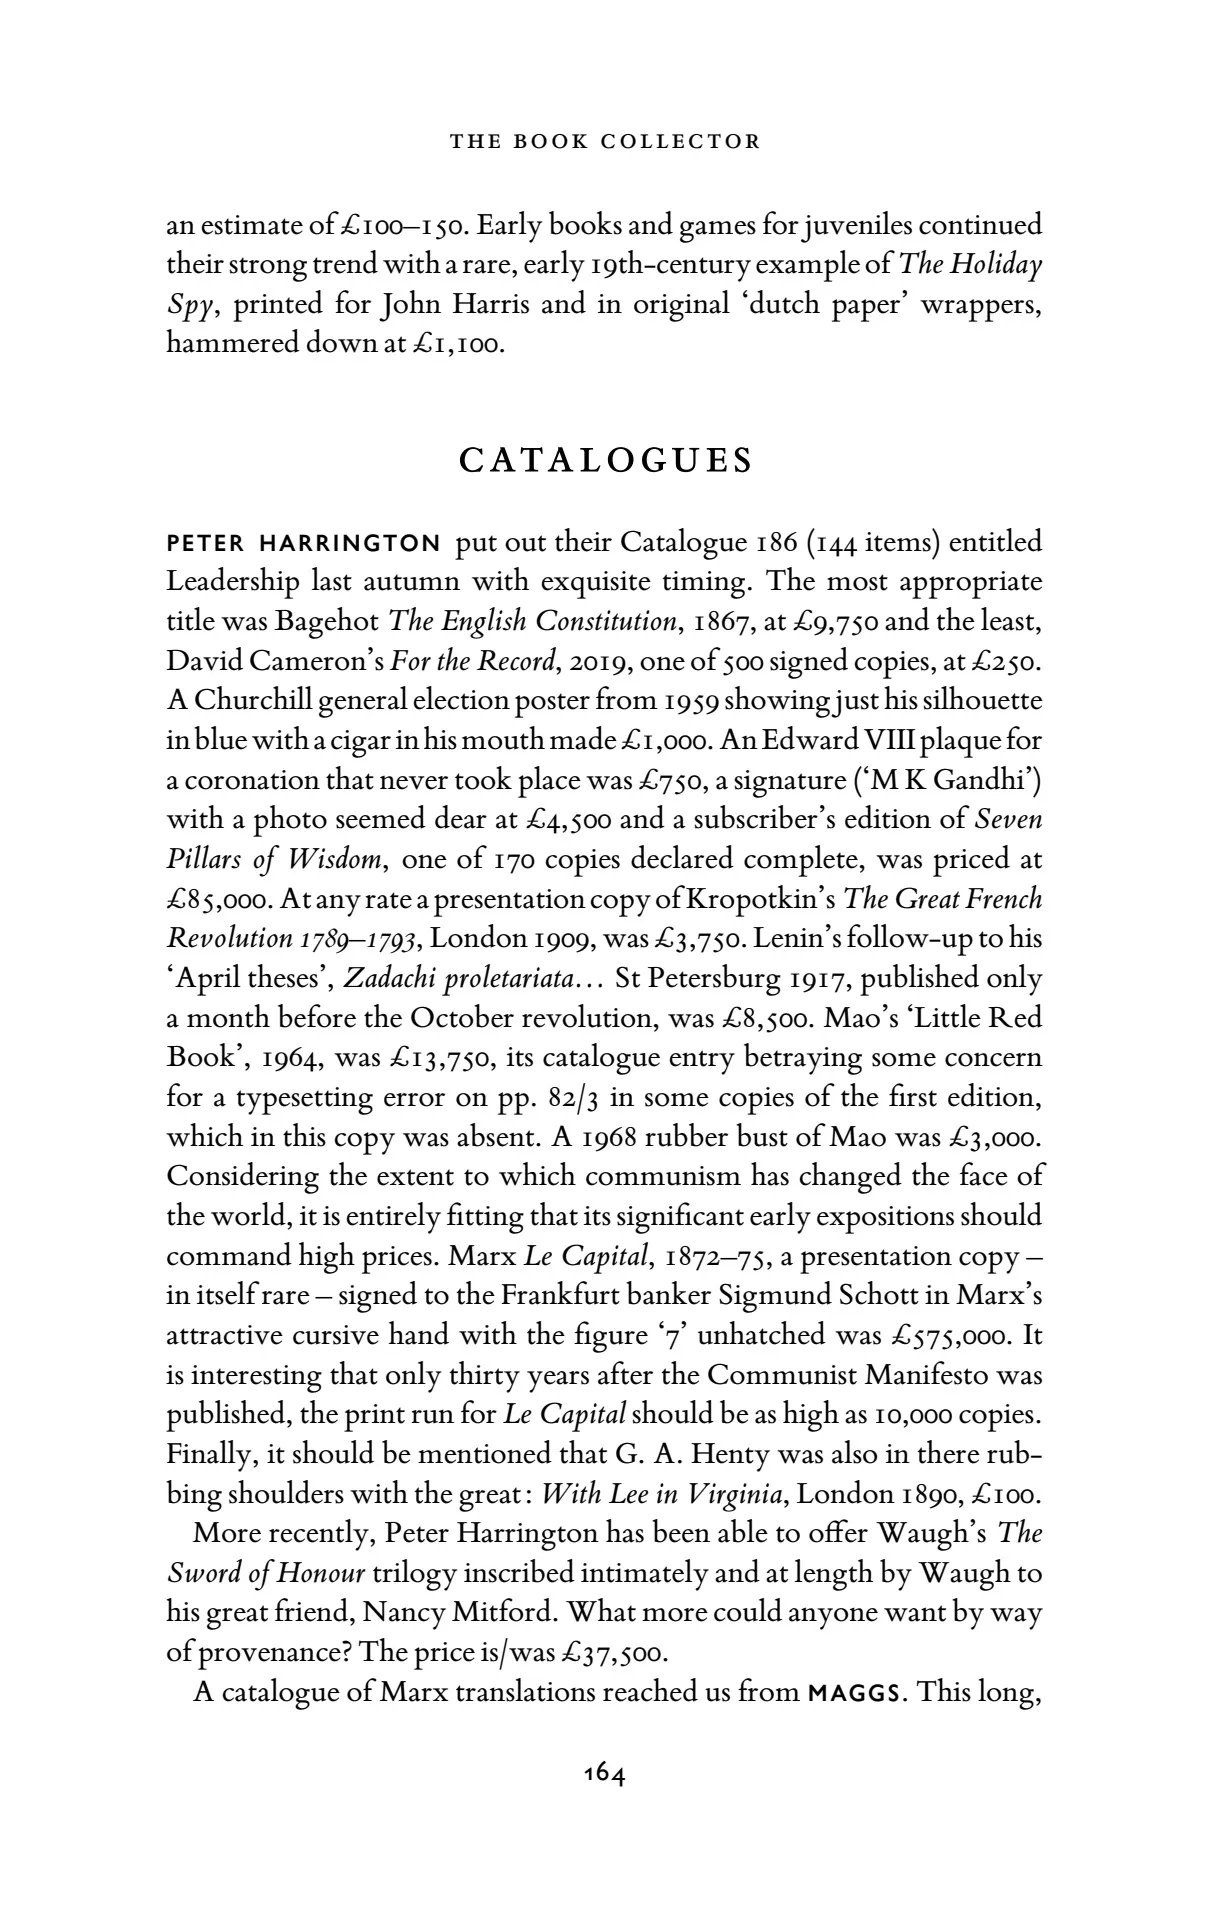 THE BOOK COLLECTOR
an estimate of £100–150. Early books and games for juveniles continued
their strong trend with a rare, early 19th-century example of The Holiday
Spy, printed for John Harris and in original ‘dutch paper’ wrappers,
hammered down at £1,100.
CATALOGUES
PETER HARRINGTON put out their Catalogue 186 (144 items) entitled
Leadership last autumn with exquisite timing. The most appropriate
title was Bagehot The English Constitution, 1867, at £9,750 and the least,
David Cameron’s For the Record, 2019, one of 500 signed copies, at £250.
A Churchill general election poster from 1959 showing just his silhouette
in blue with a cigar in his mouth made £1,000. An Edward VIII plaque for
a coronation that never took place was £750, a signature (‘M K Gandhi’)
with a photo seemed dear at £4,500 and a subscriber’s edition of Seven
Pillars of Wisdom, one of 170 copies declared complete, was priced at
£85,000. At any rate a presentation copy of Kropotkin’s The Great French
Revolution 1789–1793, London 1909, was £3,750. Lenin’s follow-up to his
‘April theses’, Zadachi proletariata… St Petersburg 1917, published only
a month before the October revolution, was £8,500. Mao’s ‘Little Red
Book’, 1964, was £13,750, its catalogue entry betraying some concern
for a typesetting error on pp. 82/3 in some copies of the first edition,
which in this copy was absent. A 1968 rubber bust of Mao was £3,000.
Considering the extent to which communism has changed the face of
the world, it is entirely fitting that its significant early expositions should
command high prices. Marx Le Capital, 1872–75, a presentation copy –
in itself rare – signed to the Frankfurt banker Sigmund Schott in Marx’s
attractive cursive hand with the figure ‘7’ unhatched was £575,000. It
is interesting that only thirty years after the Communist Manifesto was
published, the print run for Le Capital should be as high as 10,000 copies.
Finally, it should be mentioned that G. A. Henty was also in there rub-
bing shoulders with the great: With Lee in Virginia, London 1890, £100.
More recently, Peter Harrington has been able to offer Waugh’s The
Sword of Honour trilogy inscribed intimately and at length by Waugh to
his great friend, Nancy Mitford. What more could anyone want by way
of provenance? The price is/was £37,500.
A catalogue of Marx translations reached us from MAGGS. This long,
164